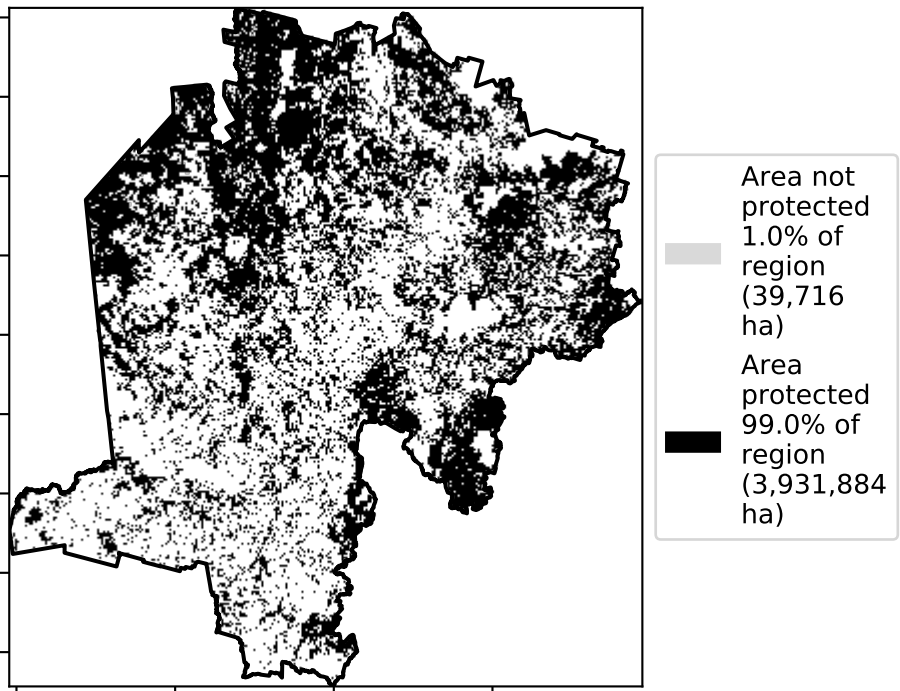 Area not
protected
1.0% of
region
(39,716
ha)
Area
protected
99.0% of
region
(3,931,884
ha)